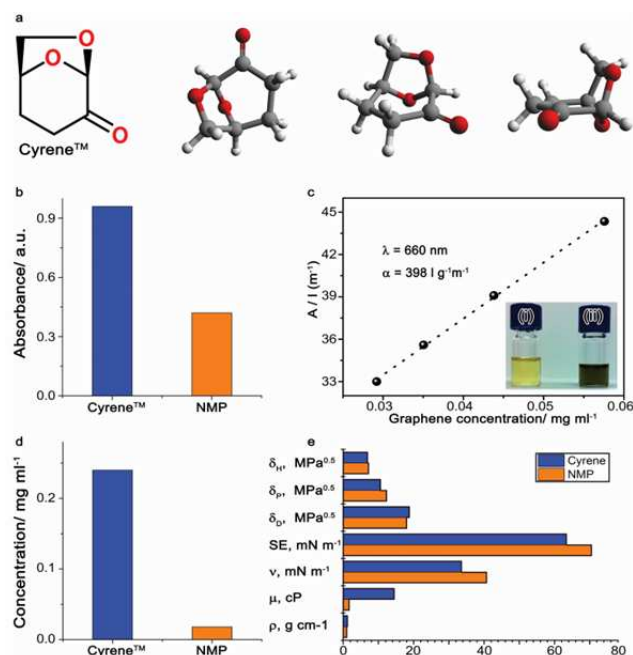 a
O
O
O
Cyrene™
b
Absorbance/ a.u.
0.9
0.6
0.3
0.0
Cyrene™ NMP
c
A / l (m⁻¹)
45
42
39
36
33
λ = 660 nm
α = 398 l g⁻¹m⁻¹
0.03 0.04 0.05 0.06
Graphene concentration/ mg ml⁻¹
d
Concentration/ mg ml⁻¹
0.2
0.1
0.0
Cyrene™ NMP
e
Cyrene
NMP
δH, MPa⁰·⁵
δP, MPa⁰·⁵
δD, MPa⁰·⁵
SE, mN m⁻¹
ν, mN m⁻¹
μ, cP
ρ, g cm-1
0 20 40 60 80